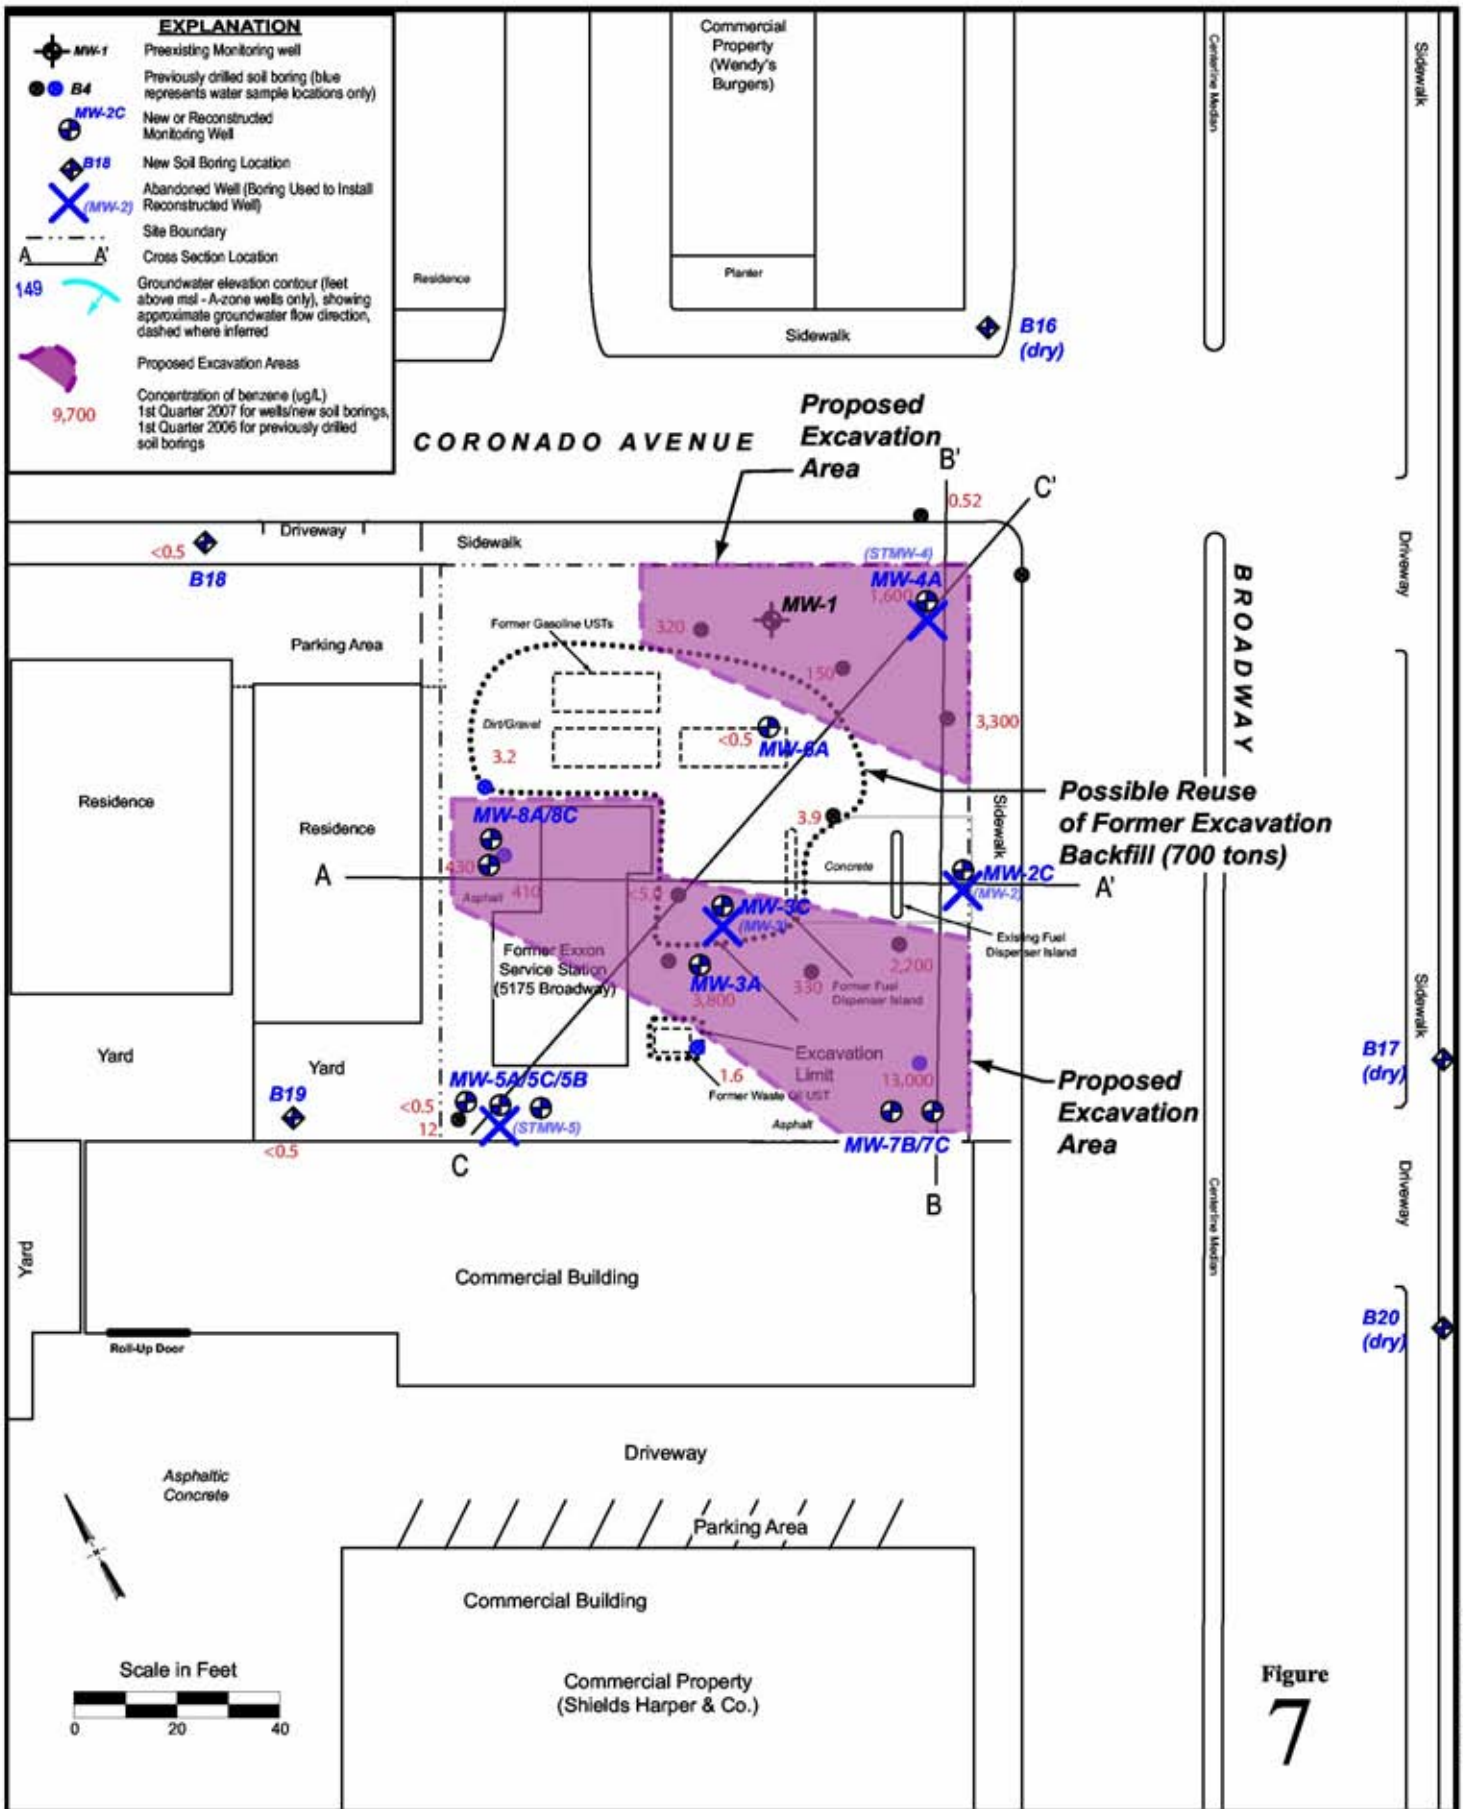 EXPLANATION
MW-1
Preexisting Monitoring well
B4
Previously drilled soil boring (blue
represents water sample locations only)
MW-2C
New or Reconstructed
Monitoring Well
B18
New Soil Boring Location
(MW-2)
Abandoned Well (Boring Used to Install
Reconstructed Well)
Site Boundary
A A'
Cross Section Location
149
Groundwater elevation contour (feet
above msl - A-zone wells only), showing
approximate groundwater flow direction,
dashed where inferred
Proposed Excavation Areas
9,700
Concentration of benzene (ug/L)
1st Quarter 2007 for wells/new soil borings,
1st Quarter 2006 for previously drilled
soil borings
Commercial
Property
(Wendy's
Burgers)
Centerline Median
Sidewalk
Residence
Planter
Sidewalk
B16
(dry)
CORONADO AVENUE
Proposed
Excavation
Area
B'
C'
0.52
Driveway
Sidewalk
<0.5
B18
(STMW-4)
MW-4A
1,600
MW-1
320
150
3,300
BROADWAY
Driveway
Former Gasoline USTs
Parking Area
Dirt/Gravel
3.2
<0.5
MW-6A
Possible Reuse
of Former Excavation
Backfill (700 tons)
Residence
Residence
MW-8A/8C
430
410
Asphalt
3.9
Concrete
Sidewalk
A
A'
<5.0
MW-3C
(MW-3)
MW-2C
(MW-2)
Existing Fuel
Dispenser Island
Former Exxon
Service Station
(5175 Broadway)
MW-3A
3,800
330
2,200
Former Fuel
Dispenser Island
Sidewalk
Yard
Yard
Excavation
Limit
1.6
Former Waste Oil UST
13,000
Asphalt
B17
(dry)
Proposed
Excavation
Area
B19
<0.5
MW-5A/5C/5B
<0.5
12
(STMW-5)
MW-7B/7C
C
B
Driveway
Centerline Median
Yard
Commercial Building
B20
(dry)
Roll-Up Door
Driveway
Asphaltic
Concrete
Parking Area
Commercial Building
Scale in Feet
0 20 40
Commercial Property
(Shields Harper & Co.)
Figure
7